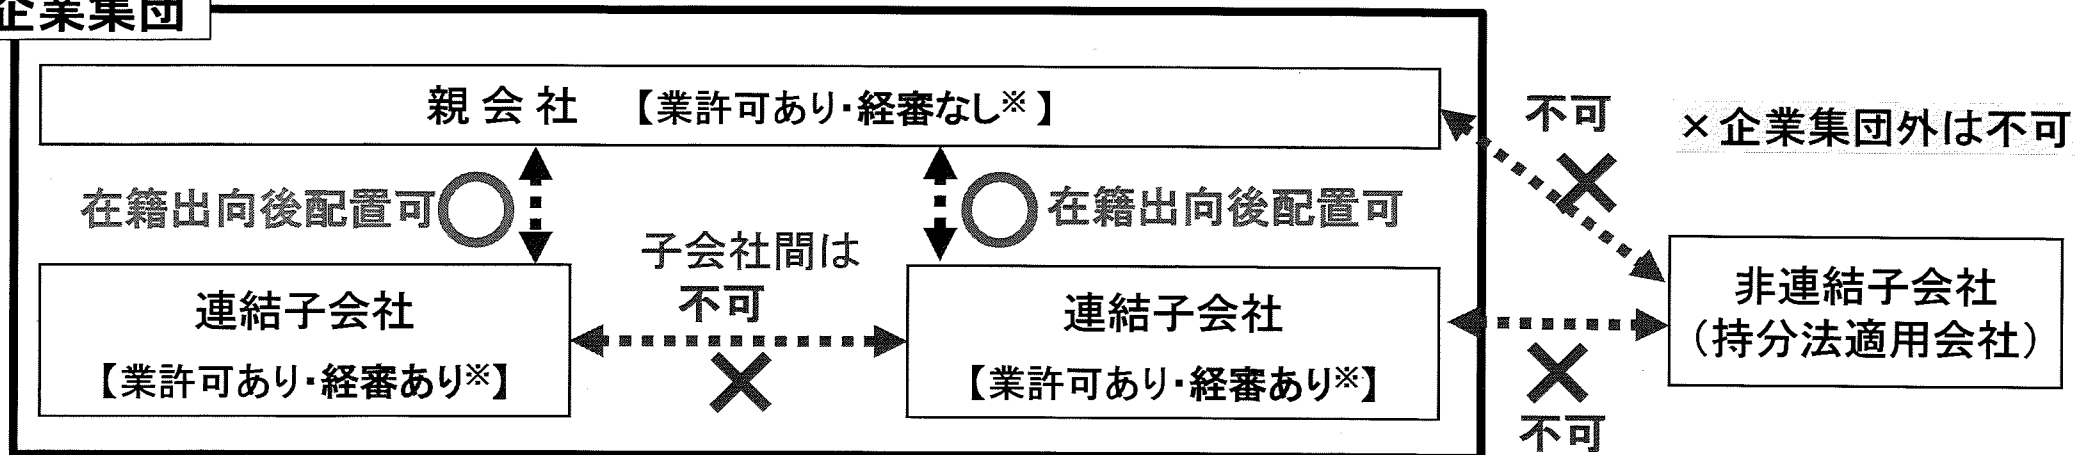 企業集団
親会社 【業許可あり・経審なし※】
不可
×企業集団外は不可
在籍出向後配置可
在籍出向後配置可
子会社間は
不可
連結子会社
【業許可あり・経審あり※】
連結子会社
【業許可あり・経審あり※】
非連結子会社
(持分法適用会社)
不可